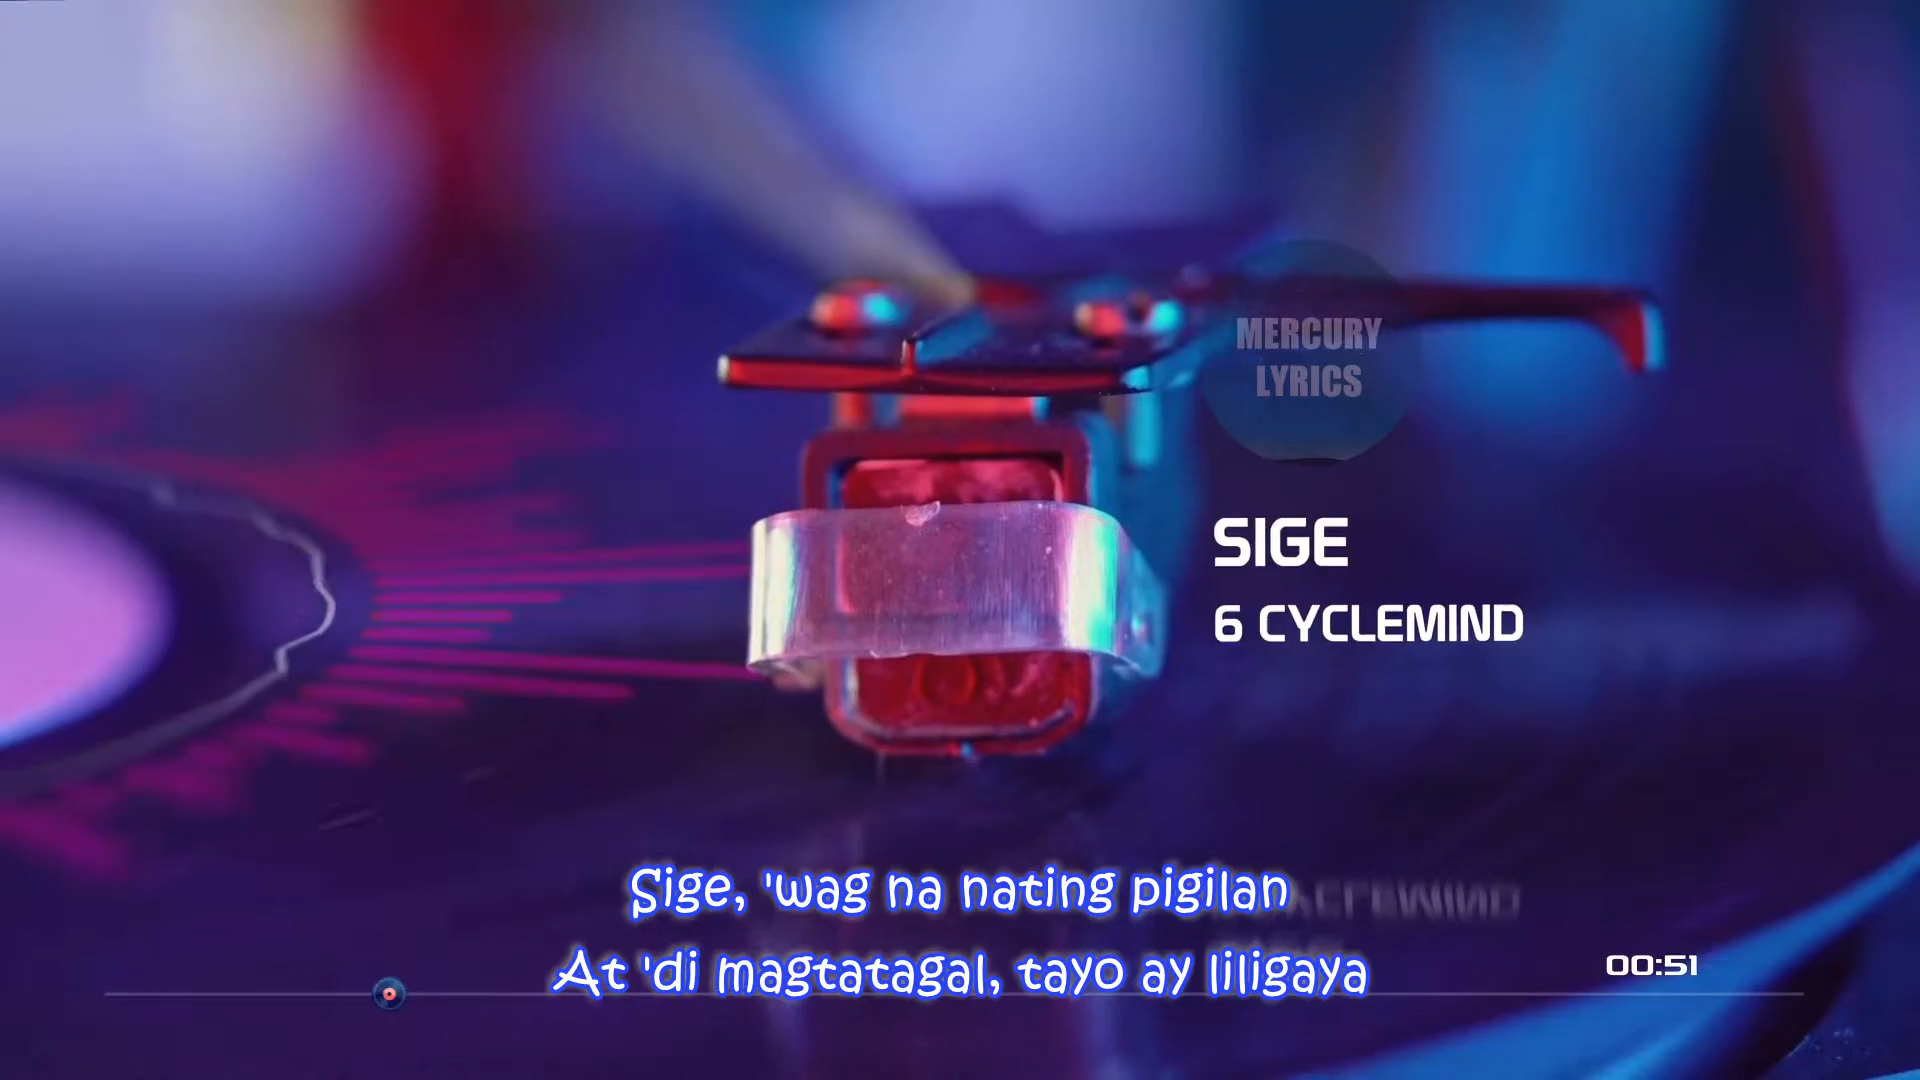 MERCURY
LYRICS
SIGE
6 CYCLEMIND
Sige, 'wag na nating pigilan
At 'di magtatagal, tayo ay liligaya
00:51